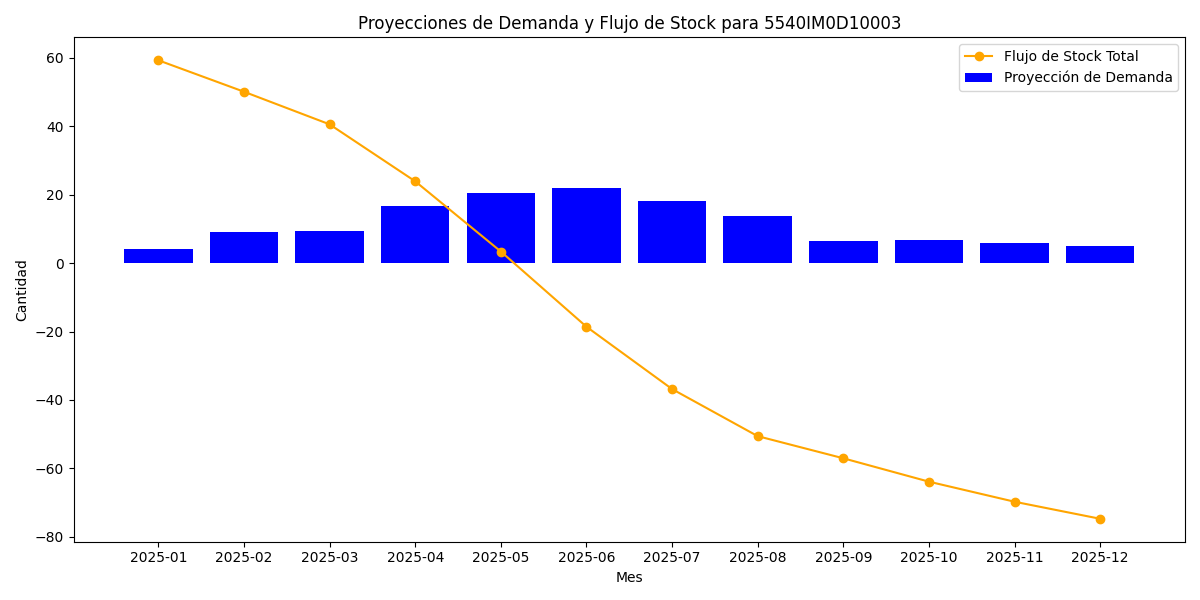 Proyecciones de Demanda y Flujo de Stock para 5540IM0D10003
Flujo de Stock Total
Proyección de Demanda
Cantidad
60
40
20
0
−20
−40
−60
−80
2025-01 2025-02 2025-03 2025-04 2025-05 2025-06 2025-07 2025-08 2025-09 2025-10 2025-11 2025-12
Mes